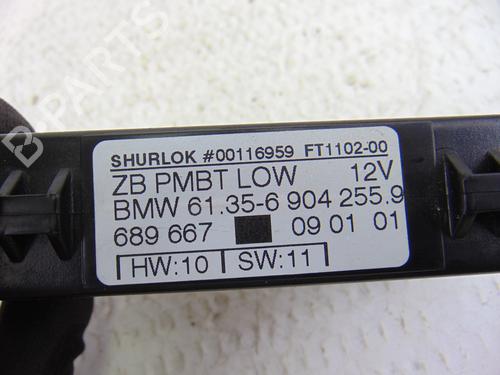 SHURLOK #00116959 FT1102-00
ZB PMBT LOW 12V
BMW 61.35-6 904 255.9
689 667 09 01 01
HW:10 SW:11
B-PARTS